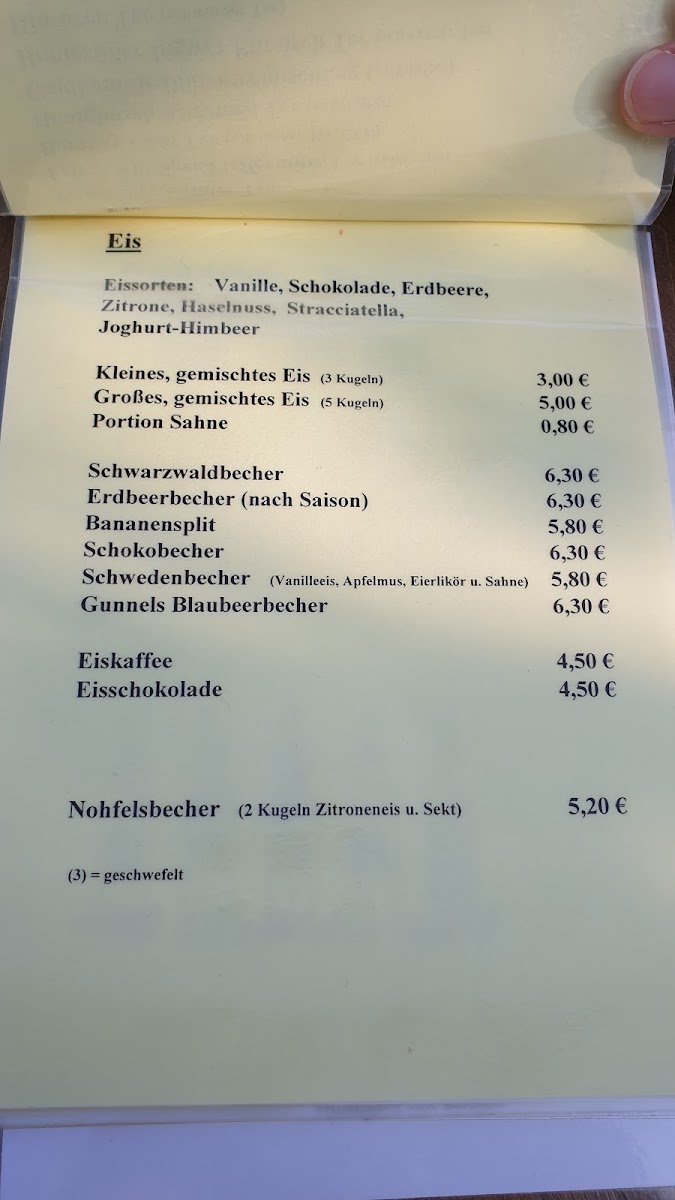 Eis
Eissorten: Vanille, Schokolade, Erdbeere,
Zitrone, Haselnuss, Stracciatella,
Joghurt-Himbeer
Kleines, gemischtes Eis (3 Kugeln) 3,00 €
Großes, gemischtes Eis (5 Kugeln) 5,00 €
Portion Sahne 0,80 €
Schwarzwaldbecher 6,30 €
Erdbeerbecher (nach Saison) 6,30 €
Bananensplit 5,80 €
Schokobecher 6,30 €
Schwedenbecher (Vanilleeis, Apfelmus, Eierlikör u. Sahne) 5,80 €
Gunnels Blaubeerbecher 6,30 €
Eiskaffee 4,50 €
Eisschokolade 4,50 €
Nohfelsbecher (2 Kugeln Zitroneneis u. Sekt) 5,20 €
(3) = geschwefelt